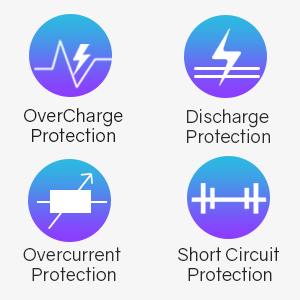 OverCharge
Protection
Discharge
Protection
Overcurrent
Protection
Short Circuit
Protection